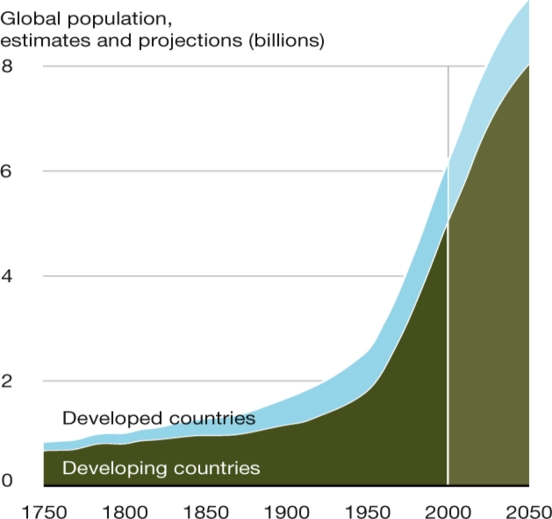 Global population,
estimates and projections (billions)
8
6
4
2
Developed countries
Developing countries
0
1750 1800 1850 1900 1950 2000 2050